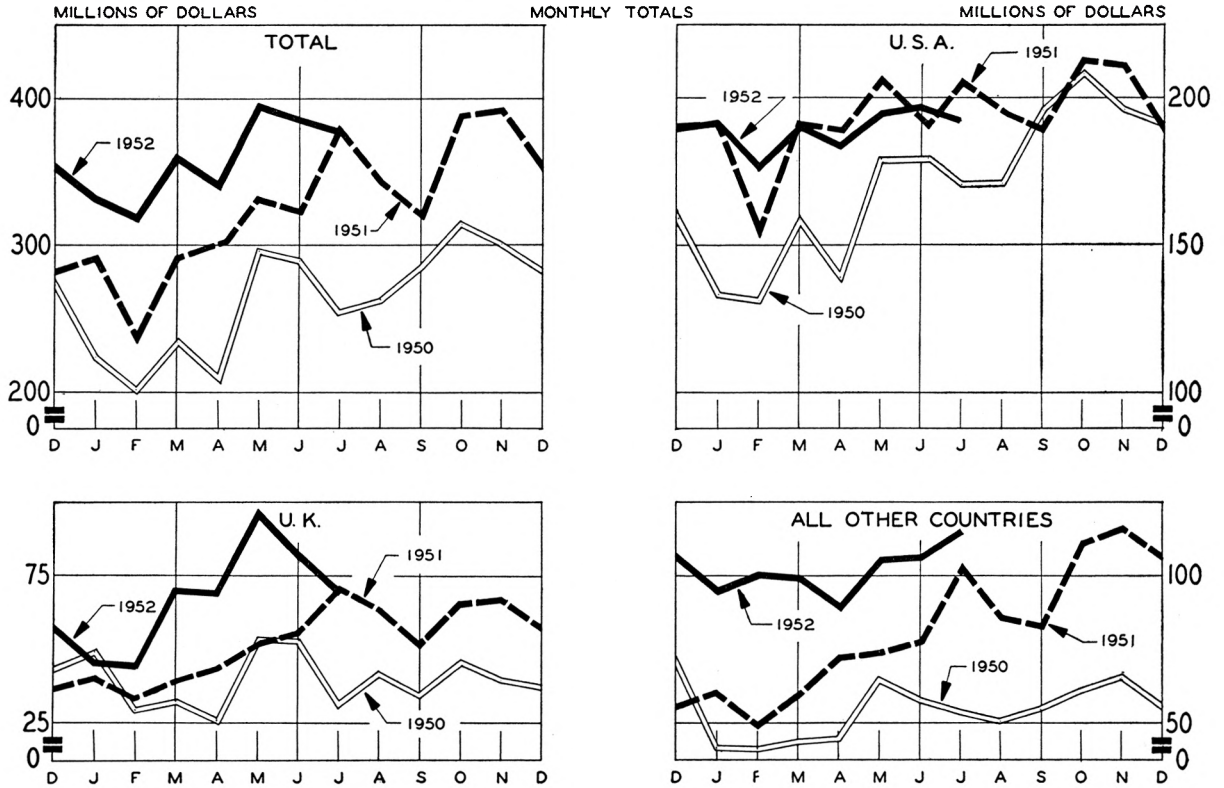 MILLIONS OF DOLLARS MONTHLY TOTALS MILLIONS OF DOLLARS
TOTAL
400
300
200
0
1952
1951
1950
D J F M A M J J A S O N D
U.S.A.
1951
1952
1950
200
150
100
0
D J F M A M J J A S O N D
U.K.
75
25
0
1951
1952
1950
D J F M A M J J A S O N D
ALL OTHER COUNTRIES
100
50
0
1952
1951
1950
D J F M A M J J A S O N D